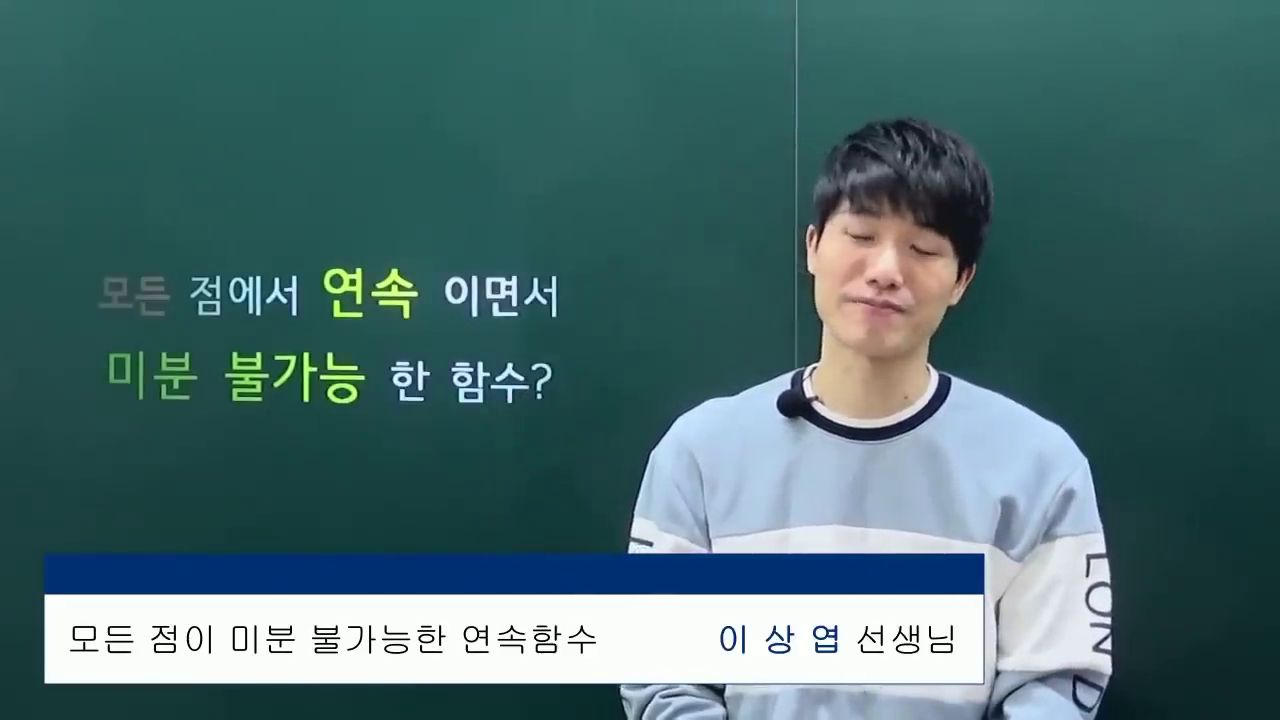 모든 점에서 연속 이면서
미분 불가능 한 함수?
모든 점이 미분 불가능한 연속함수
이 상 엽 선생님
LOND